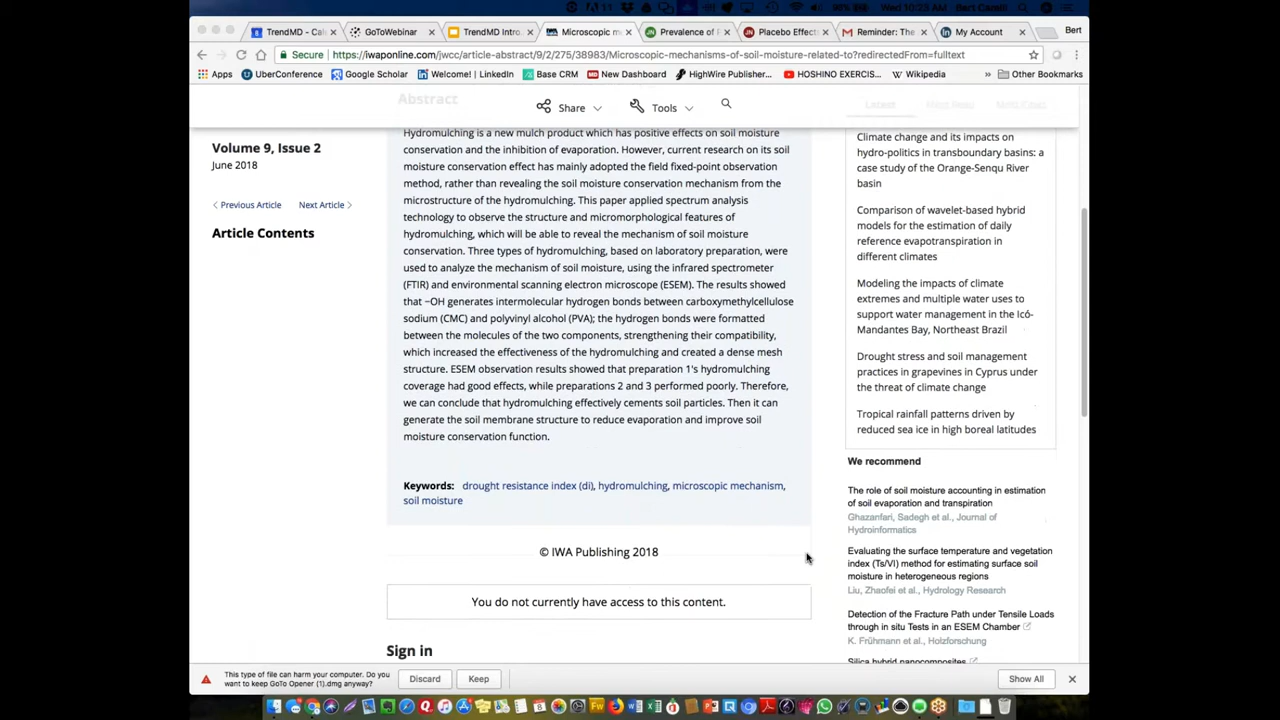 Wed 10:23 AM Bert Carelli
TrendMD - Cal
GoToWebinar
TrendMD Intro
Microscopic m
Prevalence of
Placebo Effect
Reminder: The
My Account
Bert
Secure | https://iwaponline.com/jwcc/article-abstract/9/2/275/38983/Microscopic-mechanisms-of-soil-moisture-related-to?redirectedFrom=fulltext
Apps UberConference Google Scholar Welcome! | LinkedIn Base CRM New Dashboard HighWire Publisher... HOSHINO EXERCIS... Wikipedia » Other Bookmarks
Abstract
Share Tools
Latest Most Read Most Cited
Volume 9, Issue 2
June 2018
Previous Article Next Article
Article Contents
Hydromulching is a new mulch product which has positive effects on soil moisture
conservation and the inhibition of evaporation. However, current research on its soil
moisture conservation effect has mainly adopted the field fixed-point observation
method, rather than revealing the soil moisture conservation mechanism from the
microstructure of the hydromulching. This paper applied spectrum analysis
technology to observe the structure and micromorphological features of
hydromulching, which will be able to reveal the mechanism of soil moisture
conservation. Three types of hydromulching, based on laboratory preparation, were
used to analyze the mechanism of soil moisture, using the infrared spectrometer
(FTIR) and environmental scanning electron microscope (ESEM). The results showed
that −OH generates intermolecular hydrogen bonds between carboxymethylcellulose
sodium (CMC) and polyvinyl alcohol (PVA); the hydrogen bonds were formatted
between the molecules of the two components, strengthening their compatibility,
which increased the effectiveness of the hydromulching and created a dense mesh
structure. ESEM observation results showed that preparation 1's hydromulching
coverage had good effects, while preparations 2 and 3 performed poorly. Therefore,
we can conclude that hydromulching effectively cements soil particles. Then it can
generate the soil membrane structure to reduce evaporation and improve soil
moisture conservation function.
Keywords: drought resistance index (di), hydromulching, microscopic mechanism,
soil moisture
© IWA Publishing 2018
You do not currently have access to this content.
Sign in
Climate change and its impacts on
hydro-politics in transboundary basins: a
case study of the Orange-Senqu River
basin
Comparison of wavelet-based hybrid
models for the estimation of daily
reference evapotranspiration in
different climates
Modeling the impacts of climate
extremes and multiple water uses to
support water management in the Icó-
Mandantes Bay, Northeast Brazil
Drought stress and soil management
practices in grapevines in Cyprus under
the threat of climate change
Tropical rainfall patterns driven by
reduced sea ice in high boreal latitudes
We recommend
The role of soil moisture accounting in estimation
of soil evaporation and transpiration
Ghazanfari, Sadegh et al., Journal of
Hydroinformatics
Evaluating the surface temperature and vegetation
index (Ts/VI) method for estimating surface soil
moisture in heterogeneous regions
Liu, Zhaofei et al., Hydrology Research
Detection of the Fracture Path under Tensile Loads
through in situ Tests in an ESEM Chamber
K. Frühmann et al., Holzforschung
Silica hybrid nanocomposites
This type of file can harm your computer. Do you
want to keep GoTo Opener (1).dmg anyway?
Discard Keep Show All